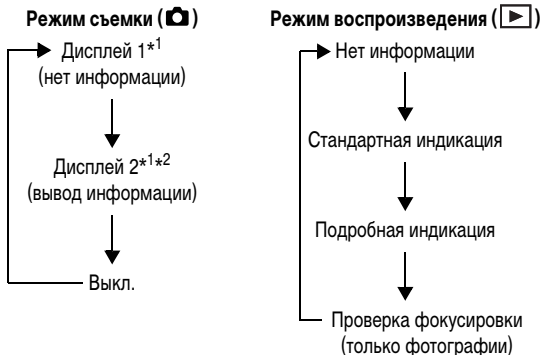 Режим съемки ( )
Дисплей 1*1
(нет информации)
Дисплей 2*1*2
(вывод информации)
Выкл.
Режим воспроизведения ( )
Нет информации
Стандартная индикация
Подробная индикация
Проверка фокусировки
(только фотографии)